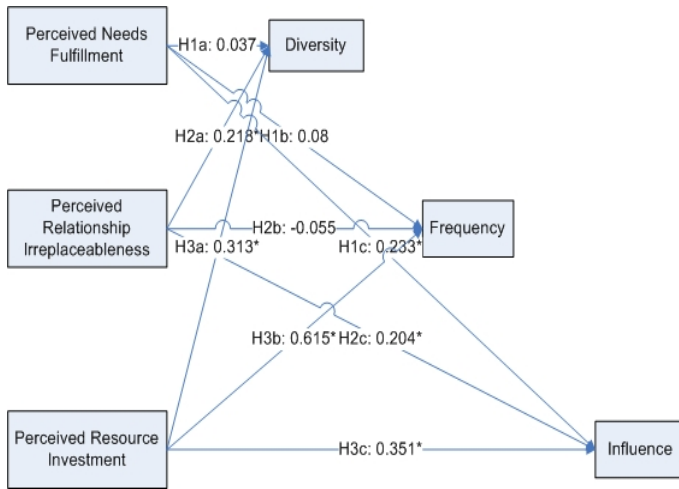 Perceived Needs
Fulfillment
H1a: 0.037
Diversity
H2a: 0.218*
H1b: 0.08
Perceived
Relationship
Irreplaceableness
H2b: -0.055
Frequency
H3a: 0.313*
H1c: 0.233*
H3b: 0.615*
H2c: 0.204*
Perceived Resource
Investment
H3c: 0.351*
Influence